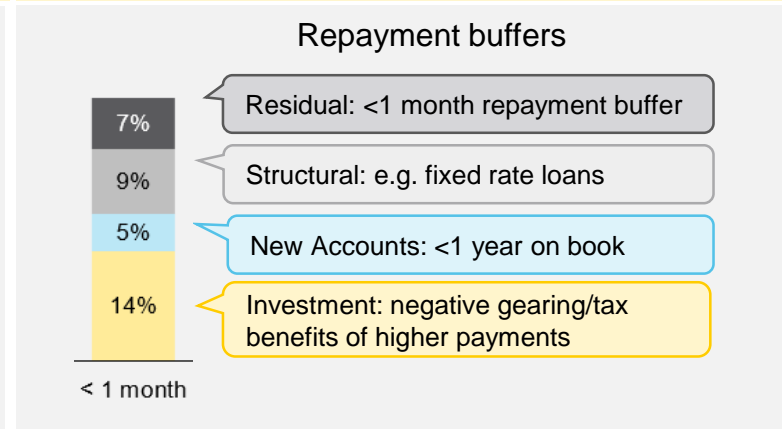 Repayment buffers
7%
Residual: <1 month repayment buffer
9%
Structural: e.g. fixed rate loans
5%
New Accounts: <1 year on book
14%
Investment: negative gearing/tax
benefits of higher payments
< 1 month